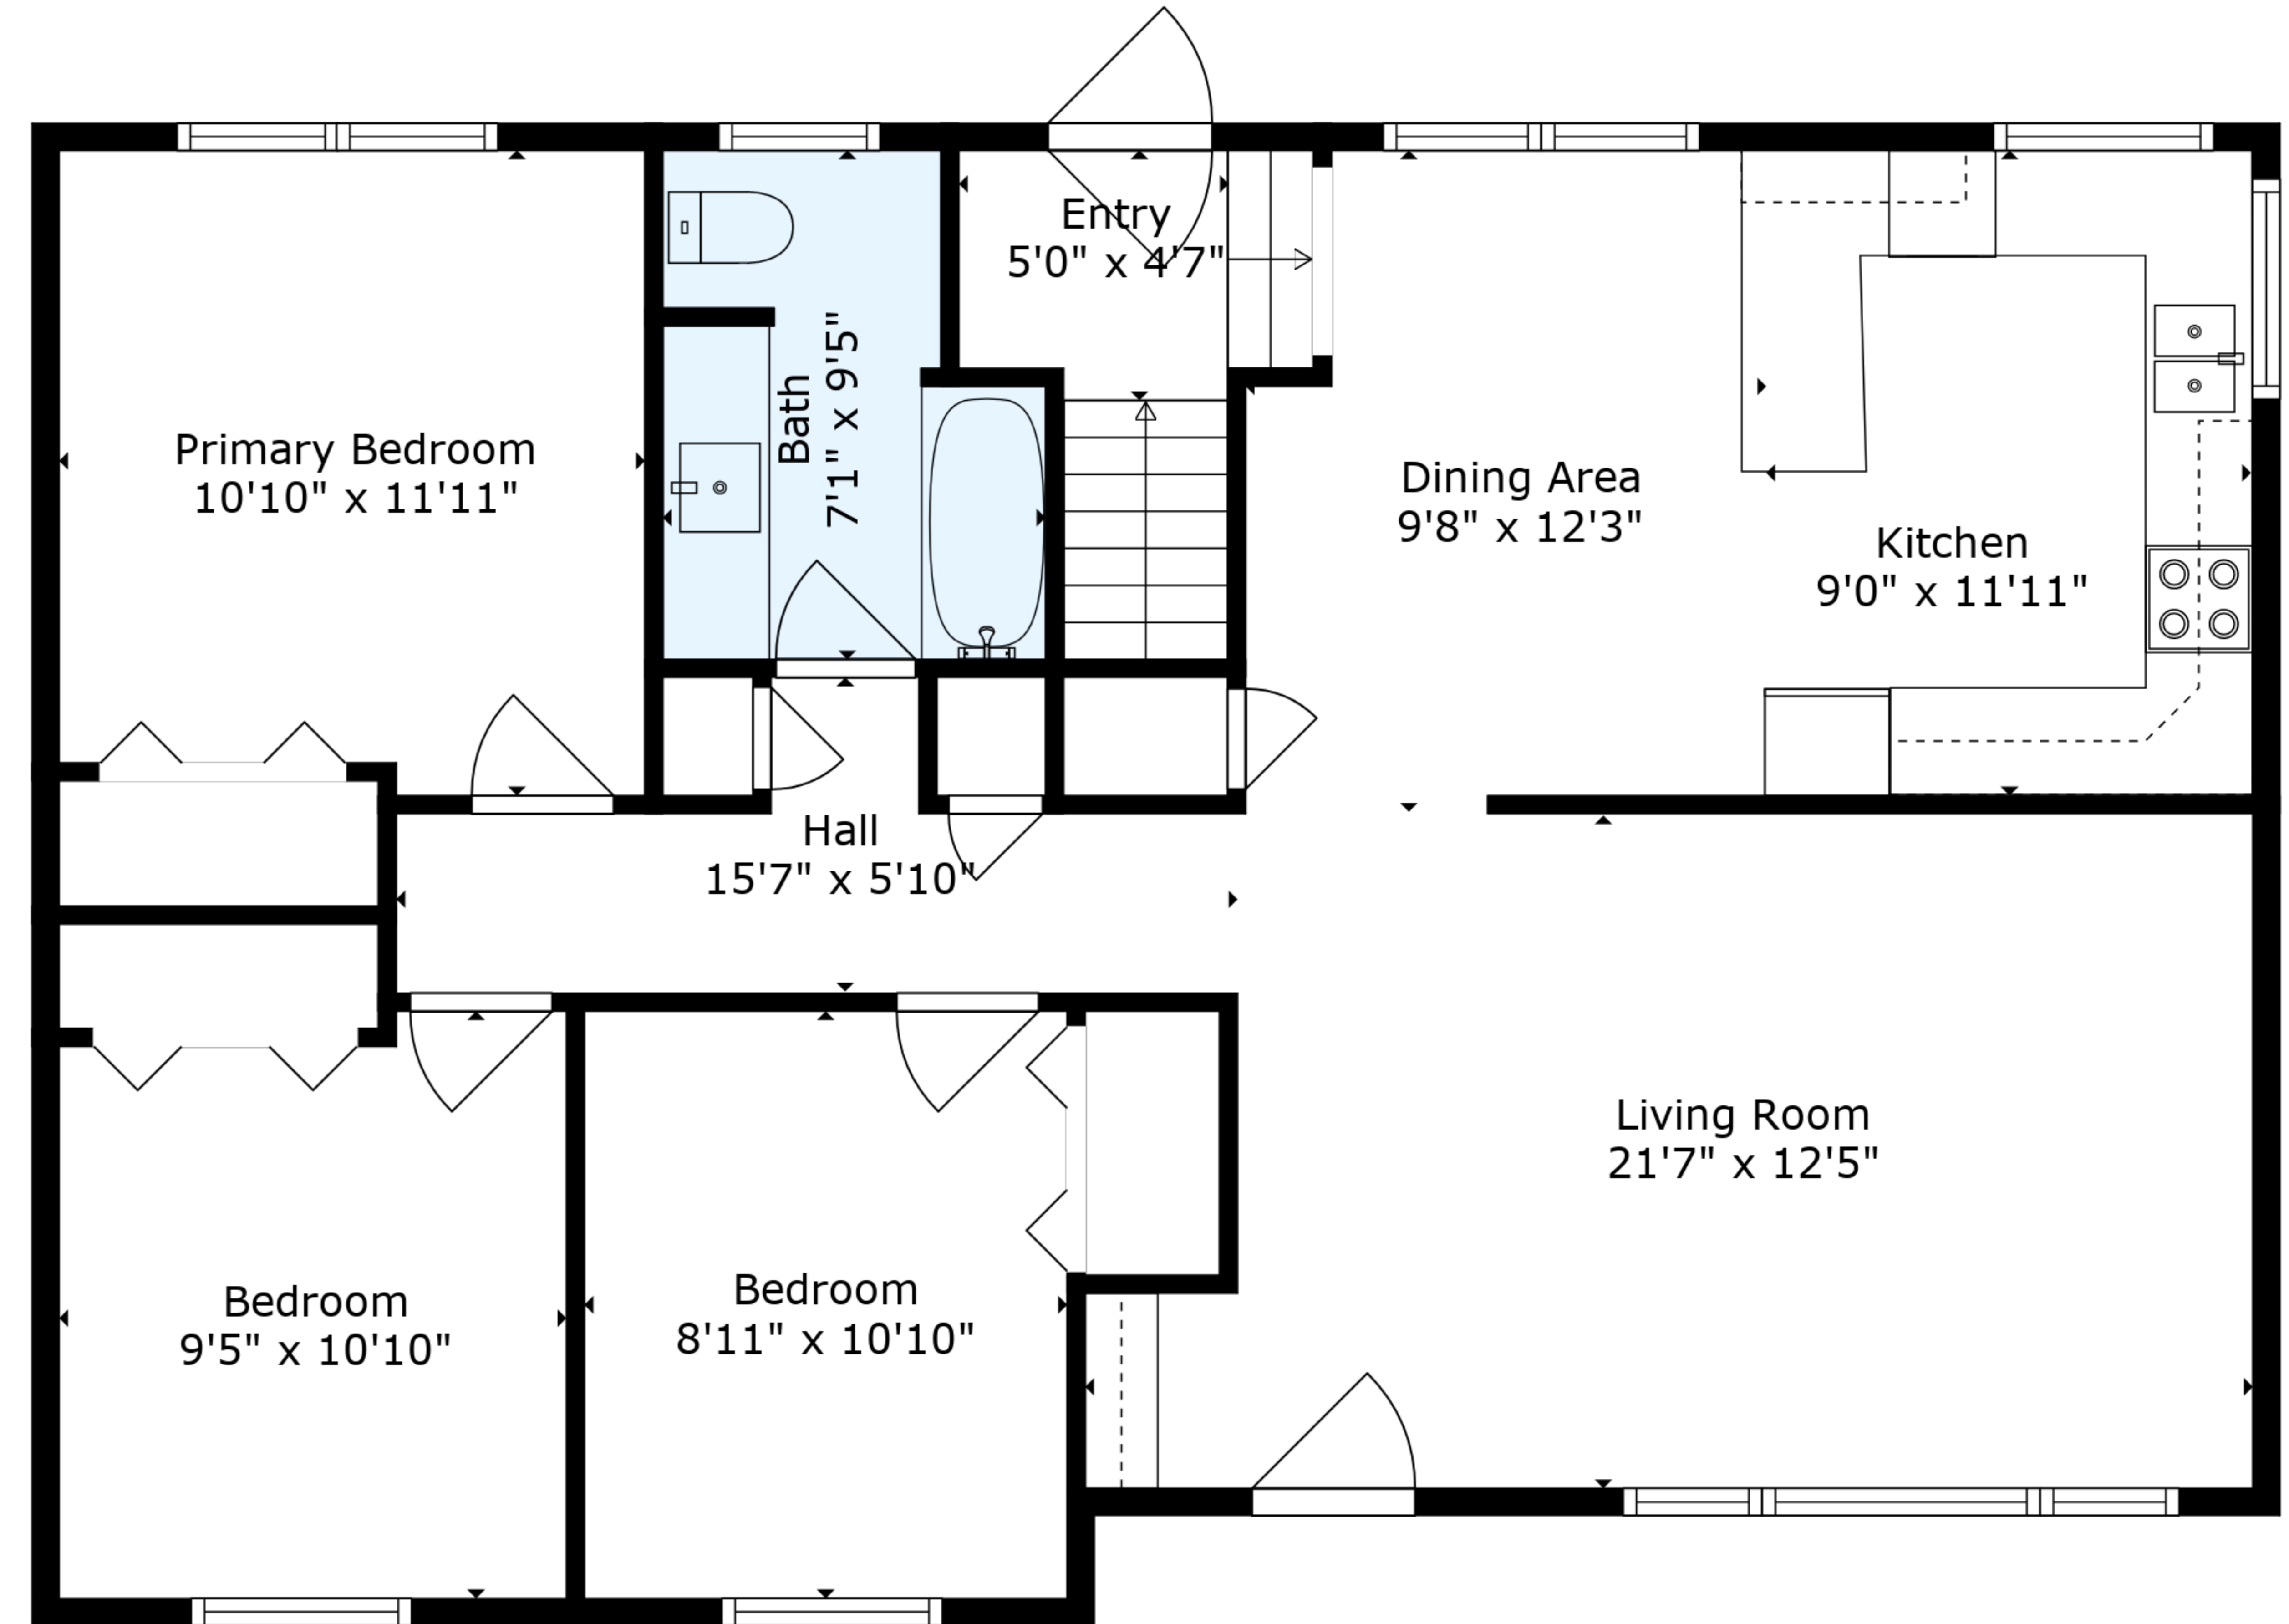 Entry
5'0" x 4'7"
Primary Bedroom
10'10" x 11'11"
Bath
7'1" x 9'5"
Dining Area
9'8" x 12'3"
Kitchen
9'0" x 11'11"
Hall
15'7" x 5'10"
Living Room
21'7" x 12'5"
Bedroom
9'5" x 10'10"
Bedroom
8'11" x 10'10"